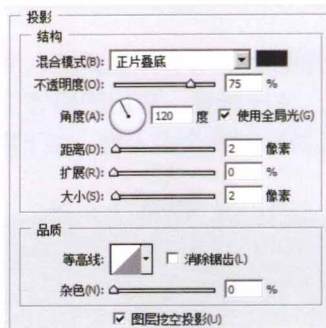 投影
结构
混合模式(B): 正片叠底
不透明度(O): 75 %
角度(A): 120 度 使用全局光(G)
距离(D): 2 像素
扩展(R): 0 %
大小(S): 2 像素
品质
等高线: 消除锯齿(L)
杂色(N): 0 %
图层挖空投影(U)